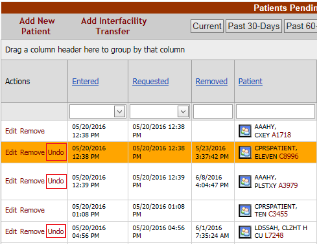 Patients Pendin
Add New Patient
Add Interfacility Transfer
Current Past 30-Days Past 60-
Drag a column header here to group by that column
Actions Entered Requested Removed Patient
Edit Remove 05/20/2016 12:38 PM 05/20/2016 12:38 PM AAAHY, CXEY A1718
Edit Remove Undo 05/20/2016 12:38 PM 05/20/2016 12:38 PM 5/23/2016 3:37:42 PM CPRSPATIENT, ELEVEN C8996
Edit Remove Undo 05/20/2016 12:39 PM 05/20/2016 12:39 PM 6/8/2016 4:04:47 PM AAAHY, PLSTXY A3979
Edit Remove 05/20/2016 01:08 PM 05/20/2016 01:08 PM CPRSPATIENT, TEN C3455
Edit Remove Undo 05/20/2016 04:56 PM 05/20/2016 04:56 PM 6/1/2016 7:35:24 AM LDSSAH, CLZHT H CU L7248